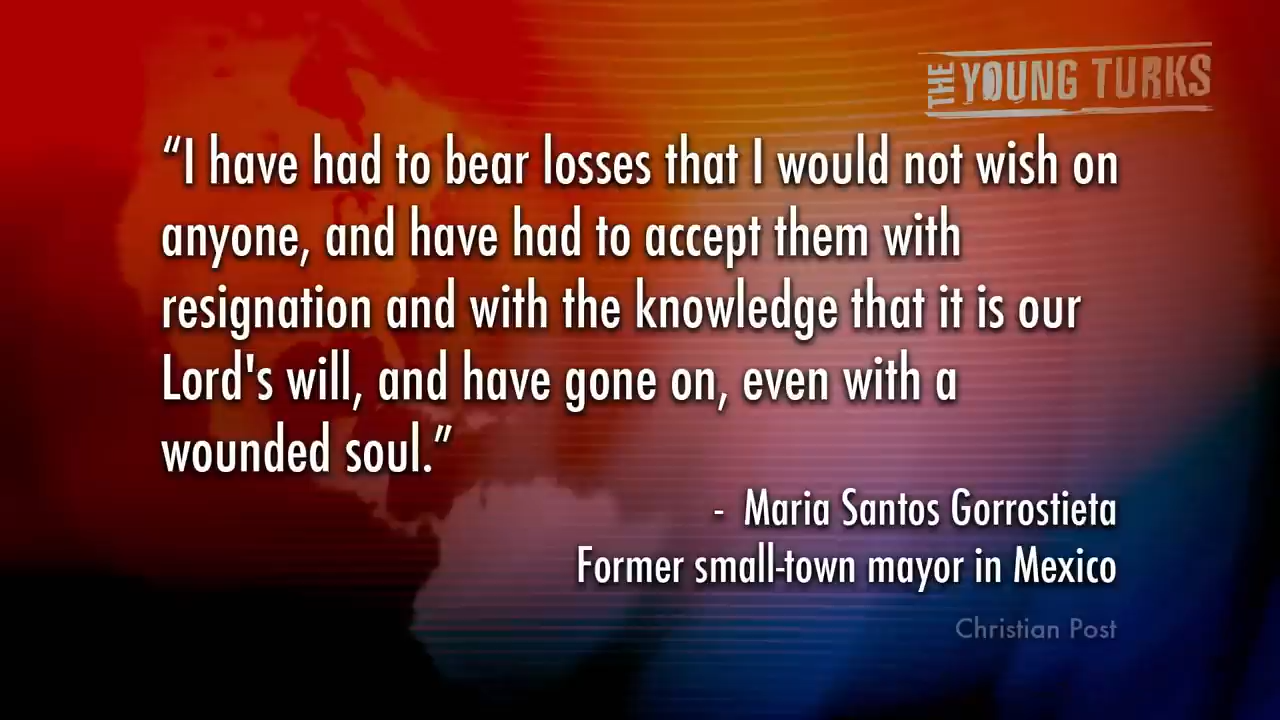 THE YOUNG TURKS
“I have had to bear losses that I would not wish on
anyone, and have had to accept them with
resignation and with the knowledge that it is our
Lord's will, and have gone on, even with a
wounded soul.”
- Maria Santos Gorrostieta
Former small-town mayor in Mexico
Christian Post